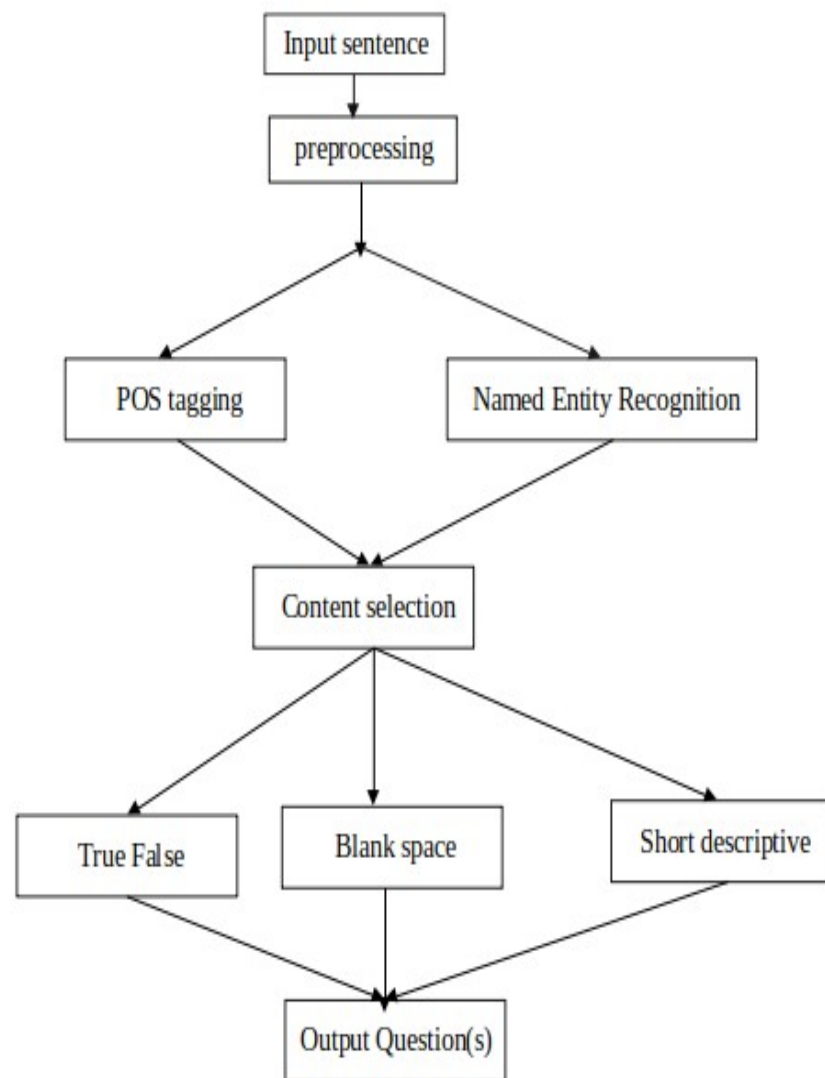 Input sentence
preprocessing
POS tagging
Named Entity Recognition
Content selection
True False
Blank space
Short descriptive
Output Question(s)